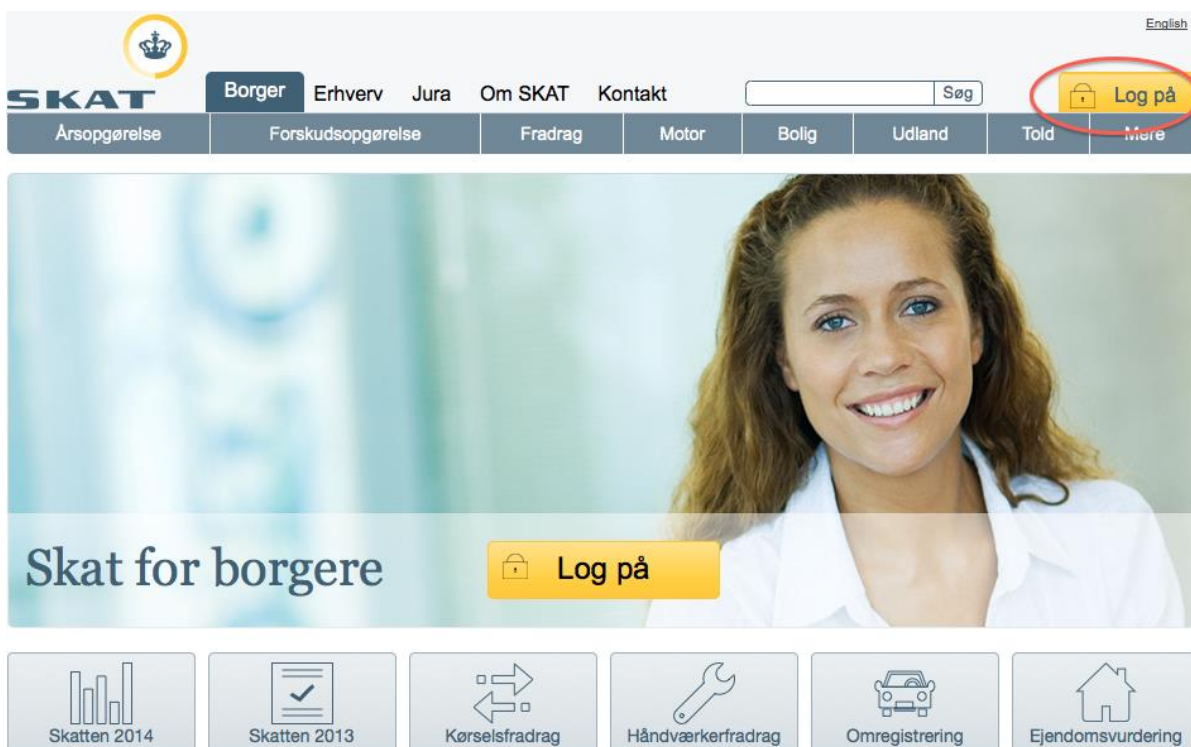 English
SKAT
Borger Erhverv Jura Om SKAT Kontakt Søg Log på
Årsopgørelse Forskudsopgørelse Fradrag Motor Bolig Udland Told Mere
Skat for borgere Log på
Skatten 2014 Skatten 2013 Kørselsfradrag Håndværkerfradrag Omregistrering Ejendomsvurdering